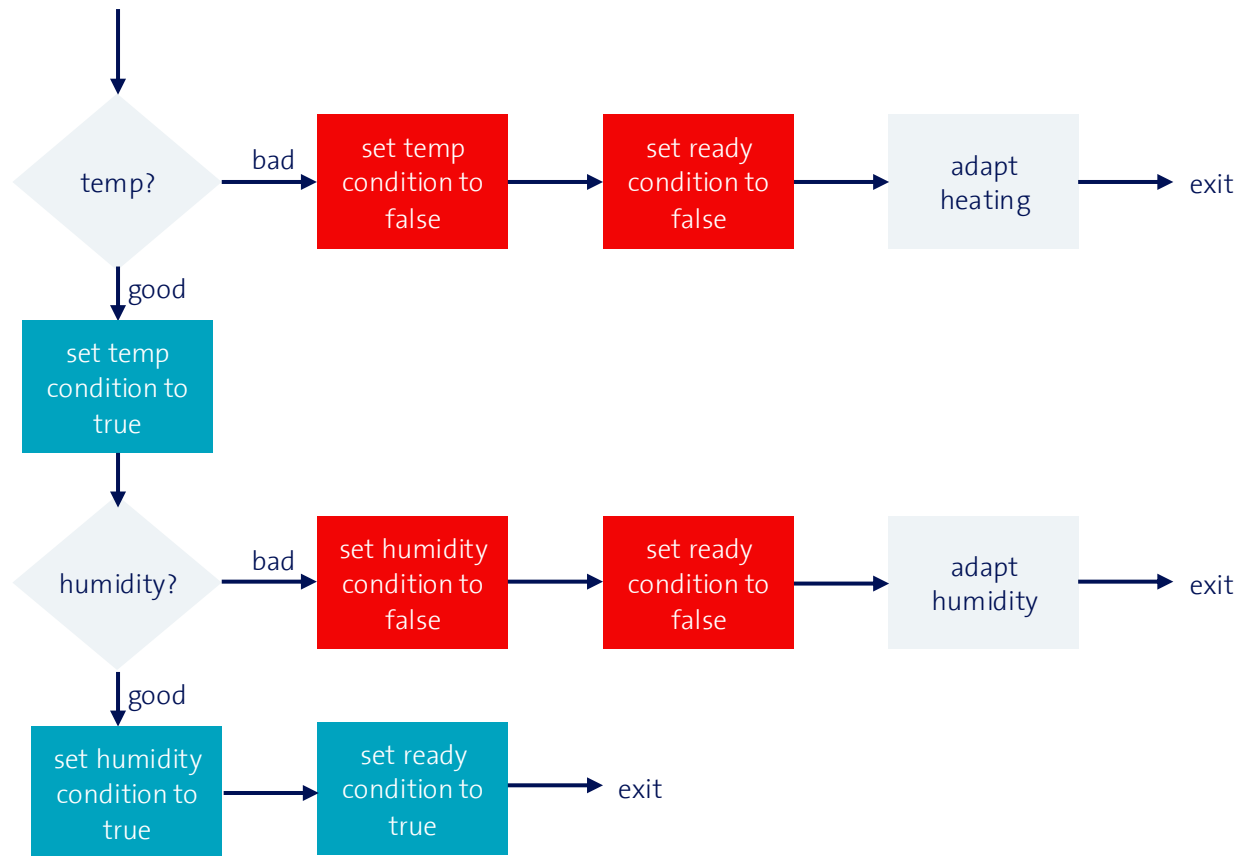 temp?
bad
set temp
condition to
false
set ready
condition to
false
adapt
heating
exit
good
set temp
condition to
true
humidity?
bad
set humidity
condition to
false
set ready
condition to
false
adapt
humidity
exit
good
set humidity
condition to
true
set ready
condition to
true
exit